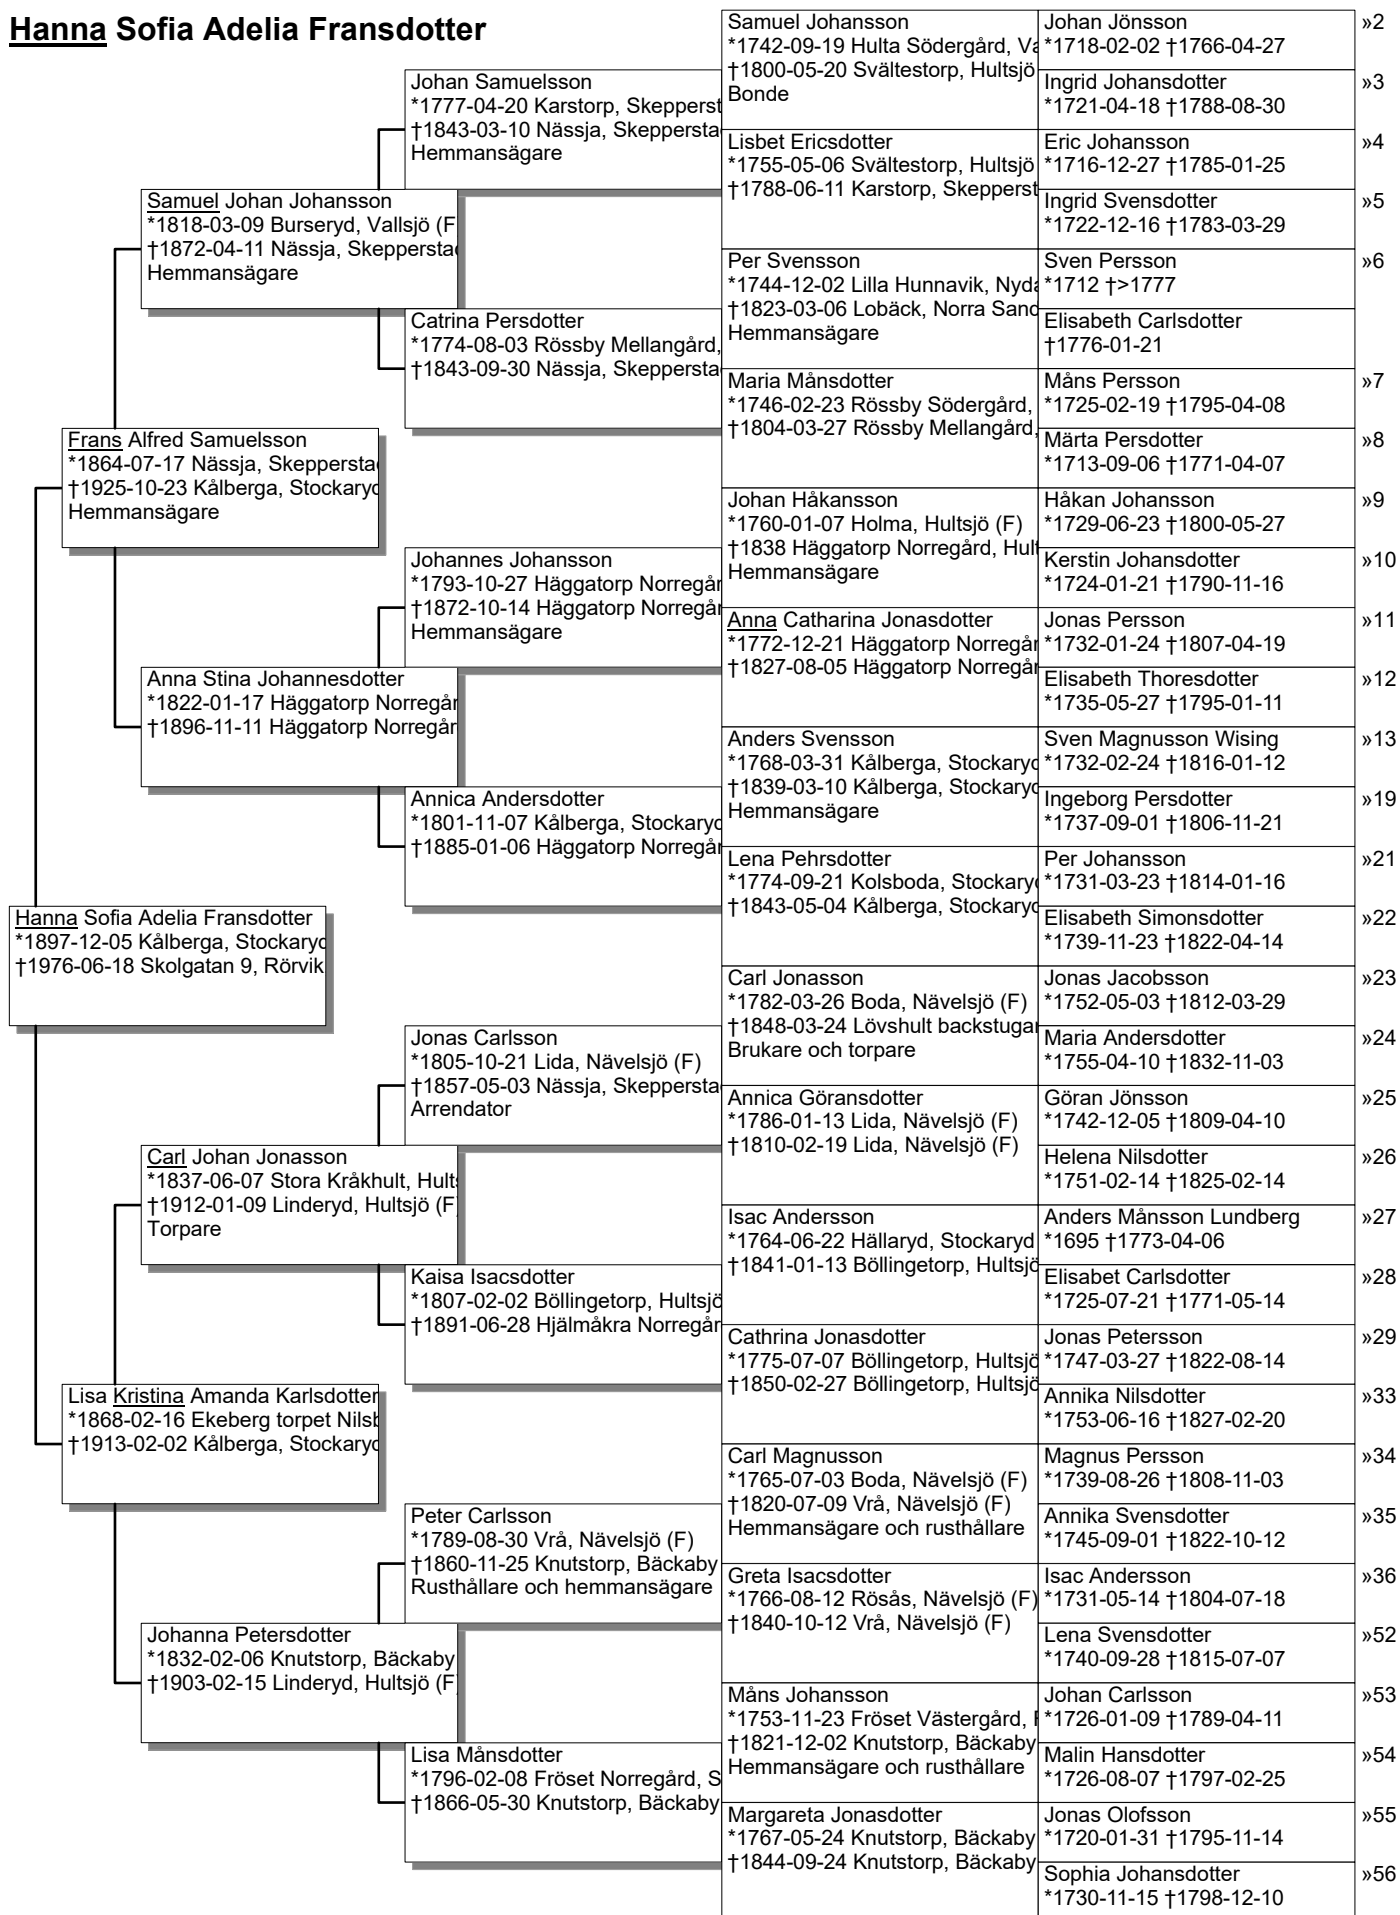 Hanna Sofia Adelia Fransdotter
Hanna Sofia Adelia Fransdotter
*1897-12-05 Kålberga, Stockaryd
†1976-06-18 Skolgatan 9, Rörvik
Frans Alfred Samuelsson
*1864-07-17 Nässja, Skeppersta
†1925-10-23 Kålberga, Stockaryd
Hemmansägare
Lisa Kristina Amanda Karlsdotter
*1868-02-16 Ekeberg torpet Nilsb
†1913-02-02 Kålberga, Stockaryd
Samuel Johan Johansson
*1818-03-09 Burseryd, Vallsjö (F
†1872-04-11 Nässja, Skepperstad
Hemmansägare
Anna Stina Johannesdotter
*1822-01-17 Häggatorp Norregår
†1896-11-11 Häggatorp Norregår
Carl Johan Jonasson
*1837-06-07 Stora Kråkhult, Hults
†1912-01-09 Linderyd, Hultsjö (F
Torpare
Johanna Petersdotter
*1832-02-06 Knutstorp, Bäckaby
†1903-02-15 Linderyd, Hultsjö (F
Johan Samuelsson
*1777-04-20 Karstorp, Skepperst
†1843-03-10 Nässja, Skepperstad
Hemmansägare
Catrina Persdotter
*1774-08-03 Rössby Mellangård,
†1843-09-30 Nässja, Skepperstad
Johannes Johansson
*1793-10-27 Häggatorp Norregår
†1872-10-14 Häggatorp Norregår
Hemmansägare
Annica Andersdotter
*1801-11-07 Kålberga, Stockaryd
†1885-01-06 Häggatorp Norregår
Jonas Carlsson
*1805-10-21 Lida, Nävelsjö (F)
†1857-05-03 Nässja, Skepperstad
Arrendator
Kaisa Isacsdotter
*1807-02-02 Böllingetorp, Hultsjö
†1891-06-28 Hjälmåkra Norregår
Peter Carlsson
*1789-08-30 Vrå, Nävelsjö (F)
†1860-11-25 Knutstorp, Bäckaby
Rusthållare och hemmansägare
Lisa Månsdotter
*1796-02-08 Fröset Norregård, S
†1866-05-30 Knutstorp, Bäckaby
Samuel Johansson
*1742-09-19 Hulta Södergård, Va
†1800-05-20 Svältestorp, Hultsjö
Bonde
Lisbet Ericsdotter
*1755-05-06 Svältestorp, Hultsjö
†1788-06-11 Karstorp, Skepperst
Per Svensson
*1744-12-02 Lilla Hunnavik, Nyda
†1823-03-06 Lobäck, Norra Sand
Hemmansägare
Maria Månsdotter
*1746-02-23 Rössby Södergård,
†1804-03-27 Rössby Mellangård,
Johan Håkansson
*1760-01-07 Holma, Hultsjö (F)
†1838 Häggatorp Norregård, Hult
Hemmansägare
Anna Catharina Jonasdotter
*1772-12-21 Häggatorp Norregår
†1827-08-05 Häggatorp Norregår
Anders Svensson
*1768-03-31 Kålberga, Stockaryd
†1839-03-10 Kålberga, Stockaryd
Hemmansägare
Lena Pehrsdotter
*1774-09-21 Kolsboda, Stockaryd
†1843-05-04 Kålberga, Stockaryd
Carl Jonasson
*1782-03-26 Boda, Nävelsjö (F)
†1848-03-24 Lövshult backstugan
Brukare och torpare
Annica Göransdotter
*1786-01-13 Lida, Nävelsjö (F)
†1810-02-19 Lida, Nävelsjö (F)
Isac Andersson
*1764-06-22 Hällaryd, Stockaryd
†1841-01-13 Böllingetorp, Hultsjö
Cathrina Jonasdotter
*1775-07-07 Böllingetorp, Hultsjö
†1850-02-27 Böllingetorp, Hultsjö
Carl Magnusson
*1765-07-03 Boda, Nävelsjö (F)
†1820-07-09 Vrå, Nävelsjö (F)
Hemmansägare och rusthållare
Greta Isacsdotter
*1766-08-12 Rösås, Nävelsjö (F)
†1840-10-12 Vrå, Nävelsjö (F)
Måns Johansson
*1753-11-23 Fröset Västergård,
†1821-12-02 Knutstorp, Bäckaby
Hemmansägare och rusthållare
Margareta Jonasdotter
*1767-05-24 Knutstorp, Bäckaby
†1844-09-24 Knutstorp, Bäckaby
Johan Jönsson »2
*1718-02-02 †1766-04-27
Ingrid Johansdotter »3
*1721-04-18 †1788-08-30
Eric Johansson »4
*1716-12-27 †1785-01-25
Ingrid Svensdotter »5
*1722-12-16 †1783-03-29
Sven Persson »6
*1712 †>1777
Elisabeth Carlsdotter
†1776-01-21
Måns Persson »7
*1725-02-19 †1795-04-08
Märta Persdotter »8
*1713-09-06 †1771-04-07
Håkan Johansson »9
*1729-06-23 †1800-05-27
Kerstin Johansdotter »10
*1724-01-21 †1790-11-16
Jonas Persson »11
*1732-01-24 †1807-04-19
Elisabeth Thoresdotter »12
*1735-05-27 †1795-01-11
Sven Magnusson Wising »13
*1732-02-24 †1816-01-12
Ingeborg Persdotter »19
*1737-09-01 †1806-11-21
Per Johansson »21
*1731-03-23 †1814-01-16
Elisabeth Simonsdotter »22
*1739-11-23 †1822-04-14
Jonas Jacobsson »23
*1752-05-03 †1812-03-29
Maria Andersdotter »24
*1755-04-10 †1832-11-03
Göran Jönsson »25
*1742-12-05 †1809-04-10
Helena Nilsdotter »26
*1751-02-14 †1825-02-14
Anders Månsson Lundberg »27
*1695 †1773-04-06
Elisabet Carlsdotter »28
*1725-07-21 †1771-05-14
Jonas Petersson »29
*1747-03-27 †1822-08-14
Annika Nilsdotter »33
*1753-06-16 †1827-02-20
Magnus Persson »34
*1739-08-26 †1808-11-03
Annika Svensdotter »35
*1745-09-01 †1822-10-12
Isac Andersson »36
*1731-05-14 †1804-07-18
Lena Svensdotter »52
*1740-09-28 †1815-07-07
Johan Carlsson »53
*1726-01-09 †1789-04-11
Malin Hansdotter »54
*1726-08-07 †1797-02-25
Jonas Olofsson »55
*1720-01-31 †1795-11-14
Sophia Johansdotter »56
*1730-11-15 †1798-12-10